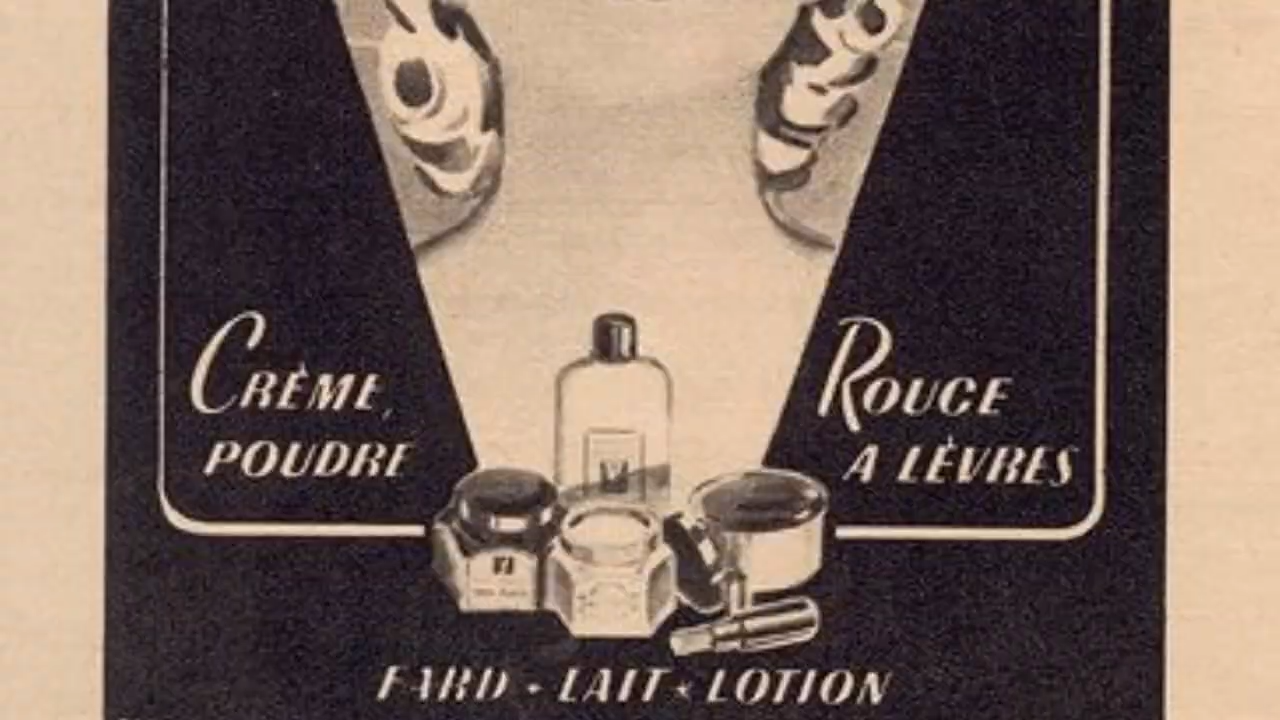 CRÈME,
POUDRE
ROUGE
A LÈVRES
FARD - LAIT - LOTION